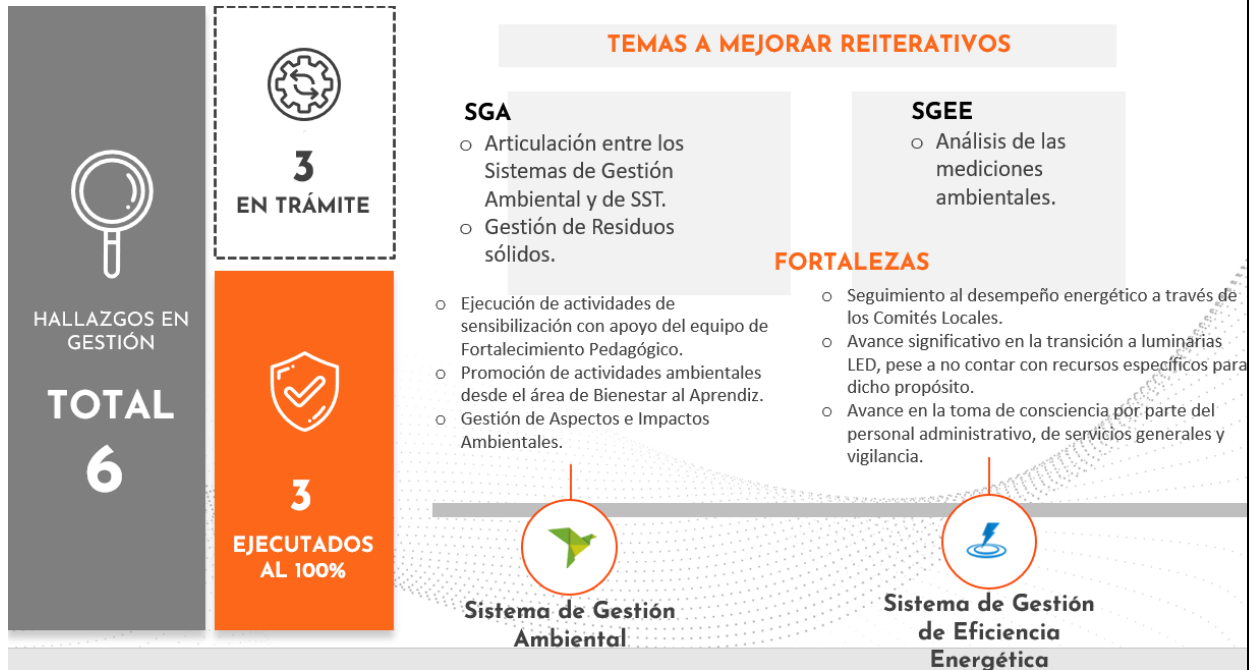 HALLAZGOS EN
GESTIÓN
TOTAL
6
3
EN TRÁMITE
3
EJECUTADOS
AL 100%
TEMAS A MEJORAR REITERATIVOS
SGA
o Articulación entre los
Sistemas de Gestión
Ambiental y de SST.
o Gestión de Residuos
sólidos.
SGEE
o Análisis de las
mediciones
ambientales.
FORTALEZAS
o Ejecución de actividades de
sensibilización con apoyo del equipo de
Fortalecimiento Pedagógico.
o Promoción de actividades ambientales
desde el área de Bienestar al Aprendiz.
o Gestión de Aspectos e Impactos
Ambientales.
o Seguimiento al desempeño energético a través de
los Comités Locales.
o Avance significativo en la transición a luminarias
LED, pese a no contar con recursos específicos para
dicho propósito.
o Avance en la toma de consciencia por parte del
personal administrativo, de servicios generales y
vigilancia.
Sistema de Gestión
Ambiental
Sistema de Gestión
de Eficiencia
Energética